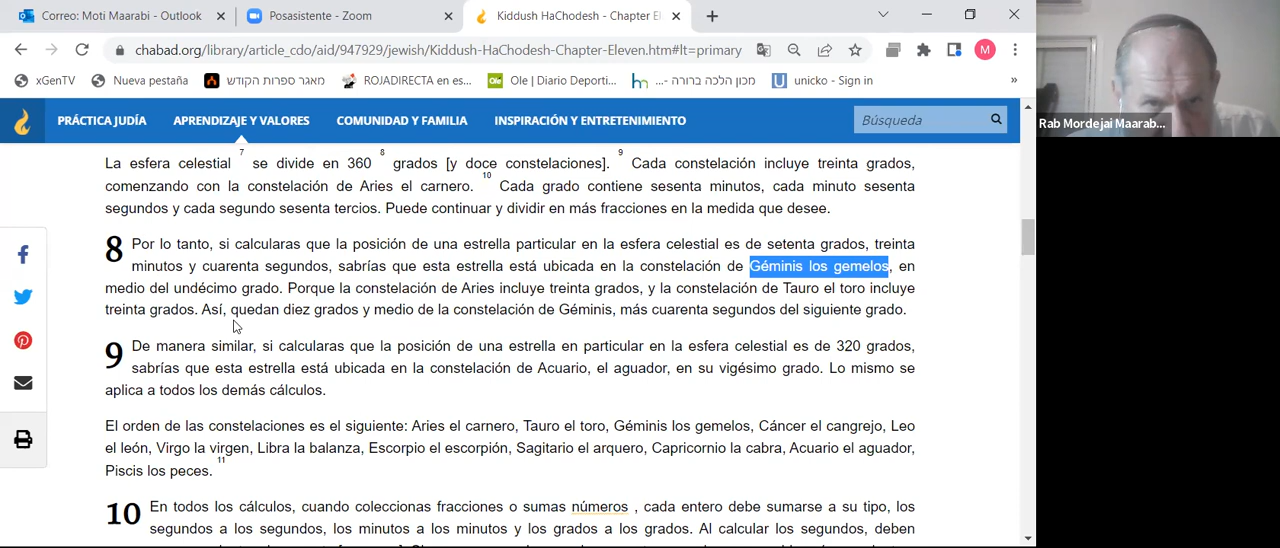 Correo: Moti Maarabi - Outlook
Posasistente - Zoom
Kiddush HaChodesh - Chapter El
chabad.org/library/article_cdo/aid/947929/jewish/Kiddush-HaChodesh-Chapter-Eleven.htm#lt=primary
M
xGenTV
Nueva pestaña
מאגר ספרות הקודש
ROJADIRECTA en es...
Ole | Diario Deporti...
מכון הלכה ברורה -...
unicko - Sign in
»
PRÁCTICA JUDÍA
APRENDIZAJE Y VALORES
COMUNIDAD Y FAMILIA
INSPIRACIÓN Y ENTRETENIMIENTO
Búsqueda
Rab Mordejai Maarab...
La esfera celestial 7 se divide en 360 8 grados [y doce constelaciones]. 9 Cada constelación incluye treinta grados,
comenzando con la constelación de Aries el carnero. 10 Cada grado contiene sesenta minutos, cada minuto sesenta
segundos y cada segundo sesenta tercios. Puede continuar y dividir en más fracciones en la medida que desee.
8 Por lo tanto, si calcularas que la posición de una estrella particular en la esfera celestial es de setenta grados, treinta
minutos y cuarenta segundos, sabrías que esta estrella está ubicada en la constelación de Géminis los gemelos, en
medio del undécimo grado. Porque la constelación de Aries incluye treinta grados, y la constelación de Tauro el toro incluye
treinta grados. Así, quedan diez grados y medio de la constelación de Géminis, más cuarenta segundos del siguiente grado.
9 De manera similar, si calcularas que la posición de una estrella en particular en la esfera celestial es de 320 grados,
sabrías que esta estrella está ubicada en la constelación de Acuario, el aguador, en su vigésimo grado. Lo mismo se
aplica a todos los demás cálculos.
El orden de las constelaciones es el siguiente: Aries el carnero, Tauro el toro, Géminis los gemelos, Cáncer el cangrejo, Leo
el león, Virgo la virgen, Libra la balanza, Escorpio el escorpión, Sagitario el arquero, Capricornio la cabra, Acuario el aguador,
Piscis los peces. 11
10 En todos los cálculos, cuando coleccionas fracciones o sumas números , cada entero debe sumarse a su tipo, los
segundos a los segundos, los minutos a los minutos y los grados a los grados. Al calcular los segundos, deben